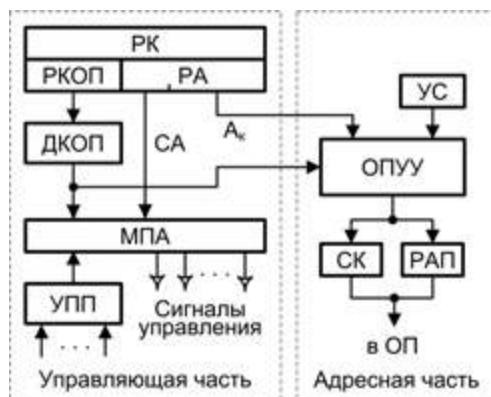 РК
РКОП , РА
УС
ДКОП
СА
Ак
ОПУУ
МПА
СК РАП
УПП
. . .
Сигналы
управления
. . .
в ОП
Управляющая часть
Адресная часть